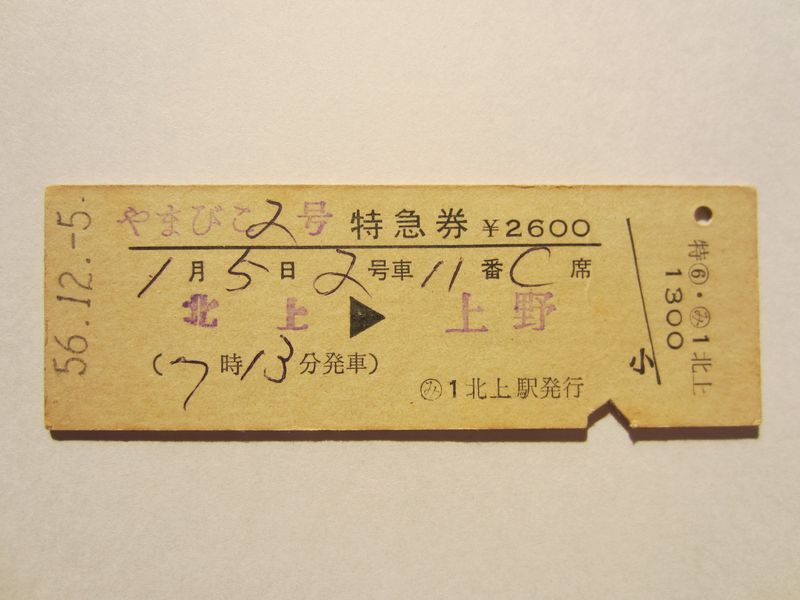 56.12.-5.
やまびこ2号 特急券 ¥2600
1月5日2号車11番C席
北上▶上野
(7時13分発車)
㋯1北上駅発行
小
特⑥・㋯1北上
1300